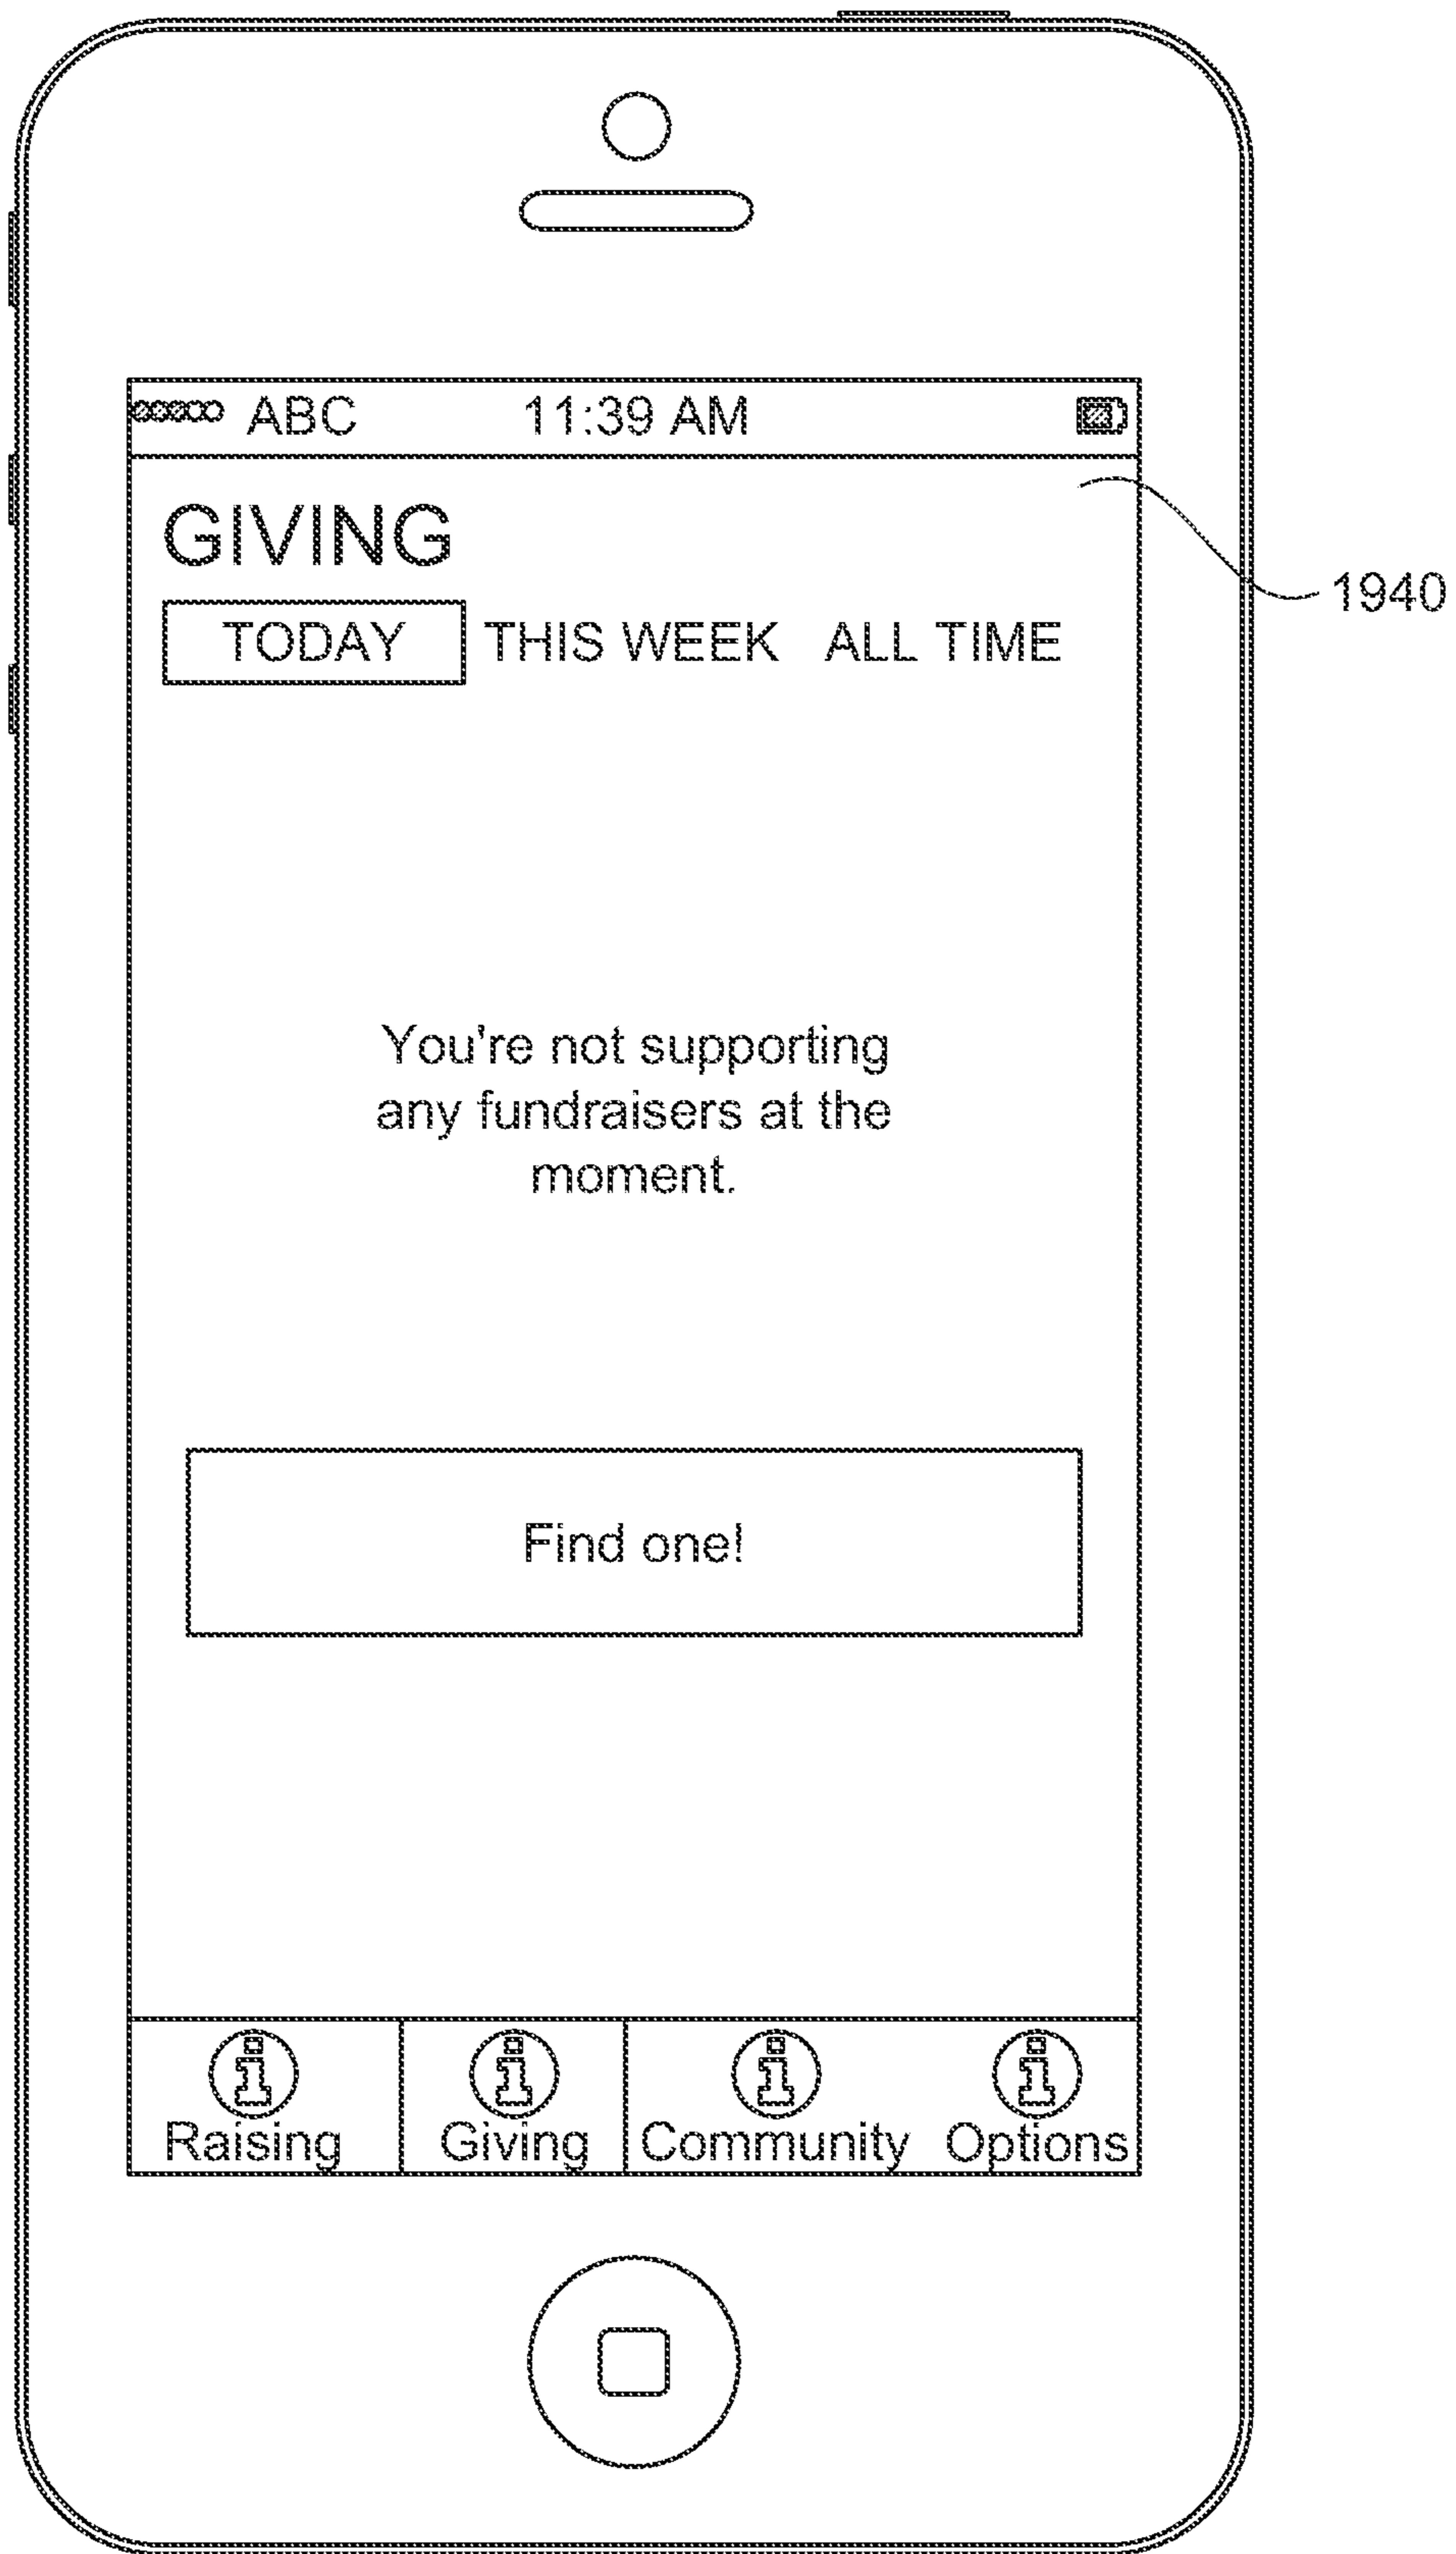 ABC 11:39 AM
GIVING
1940
TODAY THIS WEEK ALL TIME
You're not supporting
any fundraisers at the
moment.
Find one!
Raising Giving Community Options